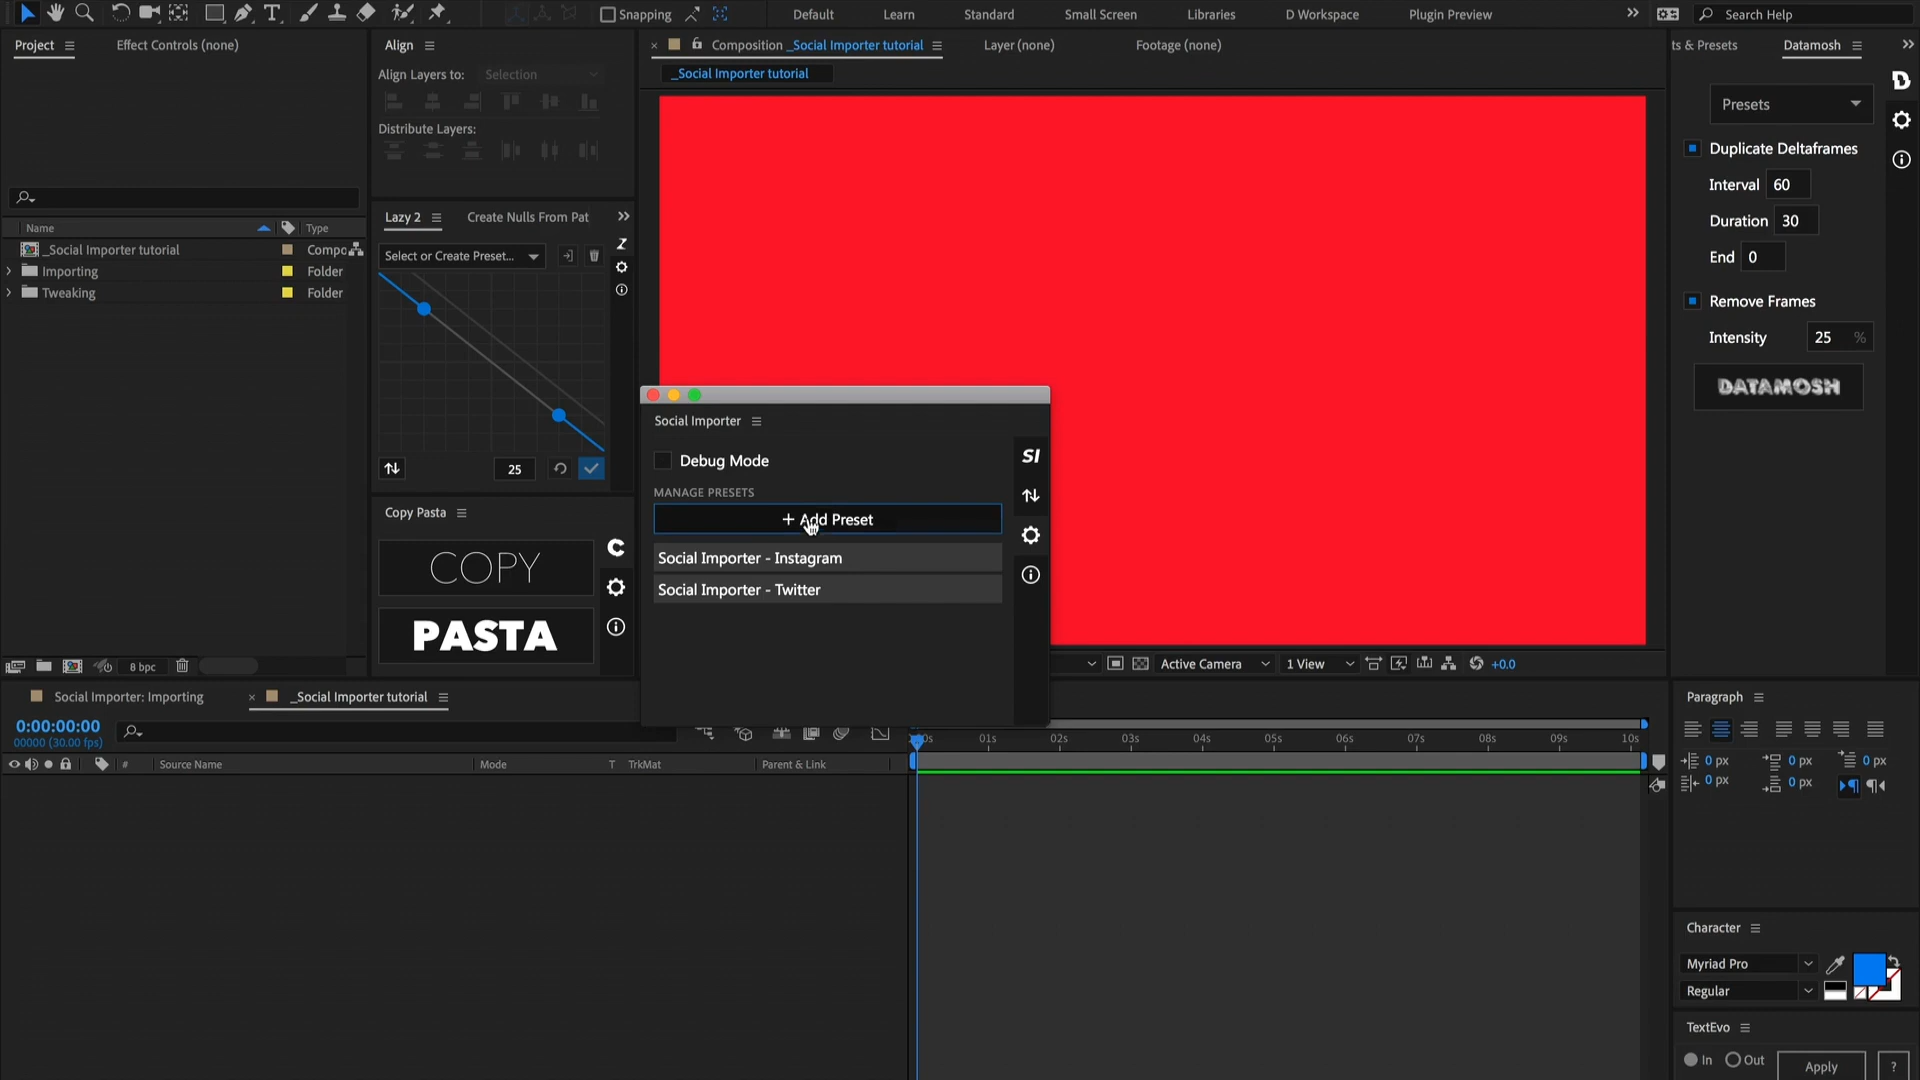 Snapping
Default
Learn
Standard
Small Screen
Libraries
D Workspace
Plugin Preview
Search Help
Project
Effect Controls (none)
Align
Composition _Social Importer tutorial
Layer (none)
Footage (none)
ts & Presets
Datamosh
_Social Importer tutorial
Align Layers to: Selection
Distribute Layers:
Presets
Duplicate Deltaframes
Interval 60
Duration 30
End 0
Remove Frames
Intensity 25 %
DATAMOSH
Name
Type
_Social Importer tutorial
Compo
Importing
Folder
Tweaking
Folder
Lazy 2
Create Nulls From Pat
Select or Create Preset...
Z
25
Copy Pasta
COPY
C
PASTA
Social Importer
Debug Mode
SI
MANAGE PRESETS
+ Add Preset
Social Importer - Instagram
Social Importer - Twitter
8 bpc
Active Camera
1 View
+0.0
Social Importer: Importing
_Social Importer tutorial
0:00:00:00
00000 (30.00 fps)
#
Source Name
Mode
T TrkMat
Parent & Link
01s
02s
03s
04s
05s
06s
07s
08s
09s
10s
Paragraph
0 px
0 px
0 px
0 px
0 px
Character
Myriad Pro
Regular
TextEvo
In
Out
Apply
?